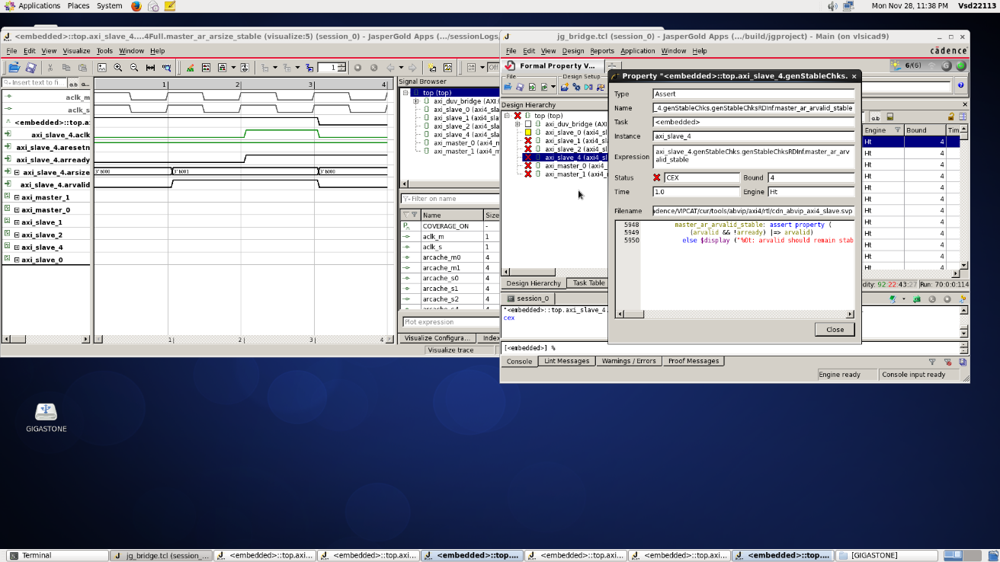 Applications Places System
Mon Nov 28, 11:38 PM Vsd22113
<embedded>::top.axi_slave_4....4Full.master_ar_arsize_stable (visualize:5) (session_0) - JasperGold Apps (.../sessionLogs,
File Edit View Visualize Tools Window Help
1
Off
Insert text to fi...
1 2 3 4
aclk_m
aclk_s
<embedded>::top.a:
axi_slave_4.aclk
axi_slave_4.aresetn
axi_slave_4.arready
axi_slave_4.arsize 3'b000 3'b001 3'b000
axi_slave_4.arvalid
axi_master_1
axi_master_0
axi_slave_1
axi_slave_2
axi_slave_4
axi_slave_0
1 2 3 4
Signal Browser
top (top)
axi_duv_bridge (AXI:
axi_slave_0 (axi4_sl
axi_slave_1 (axi4_sl
axi_slave_2 (axi4_sl
axi_slave_4 (axi4_sl
axi_master_0 (axi4_m
axi_master_1 (axi4_m
Filter on name
Name Size
COVERAGE_ON -
aclk_m 1
aclk_s 1
arcache_m0 4
arcache_m1 4
arcache_s0 4
arcache_s1 4
arcache_s2 4
Plot expression
Visualize Configura... Index
Visualize trace
jg_bridge.tcl (session_0) - JasperGold Apps (.../build/jgproject) - Main (on vlsicad9)
File Edit View Design Reports Application Window Help
cādence
Formal Property V...
6/(6)
File Design Setup
Design Hierarchy
top (top)
axi_duv_bridge (AXI
axi_slave_0 (axi4_sl
axi_slave_1 (axi4_sl
axi_slave_2 (axi4_sl
axi_slave_4 (axi4_sl
axi_master_0 (axi4_
axi_master_1 (axi4_
Design Hierarchy Task Table
Engine Bound Tim
Ht 4
Ht 4
Ht 4
Ht 4
Ht 4
Ht 4
Ht 4
Ht 4
Ht 4
Ht 4
Ht 4
Ht 4
Ht 4
dity: 92:22:43:27 Run: 70:0:0:114
session_0
"<embedded>::top.axi_slave_4.
cex
[<embedded>] %
Console Lint Messages Warnings / Errors Proof Messages
Engine ready Console input ready
Property "<embedded>::top.axi_slave_4.genStableChks.
Type Assert
Name _4.genStableChks.genStableChksRDInf.master_ar_arvalid_stable
Task <embedded>
Instance axi_slave_4
Expression axi_slave_4.genStableChks.genStableChksRDInf.master_ar_arv
alid_stable
Status CEX Bound 4
Time 1.0 Engine Ht
Filename dence/VIPCAT/cur/tools/abvip/axi4/rtl/cdn_abvip_axi4_slave.svp
5948 master_ar_arvalid_stable: assert property (
5949 (arvalid && !arready) |=> arvalid)
5950 else $display ("%0t: arvalid should remain stab
Close
GIGASTONE
Terminal
jg_bridge.tcl (session_...
<embedded>::top.axi...
<embedded>::top.axi...
<embedded>::top....
<embedded>::top.axi...
<embedded>::top.axi...
<embedded>::top....
[GIGASTONE]